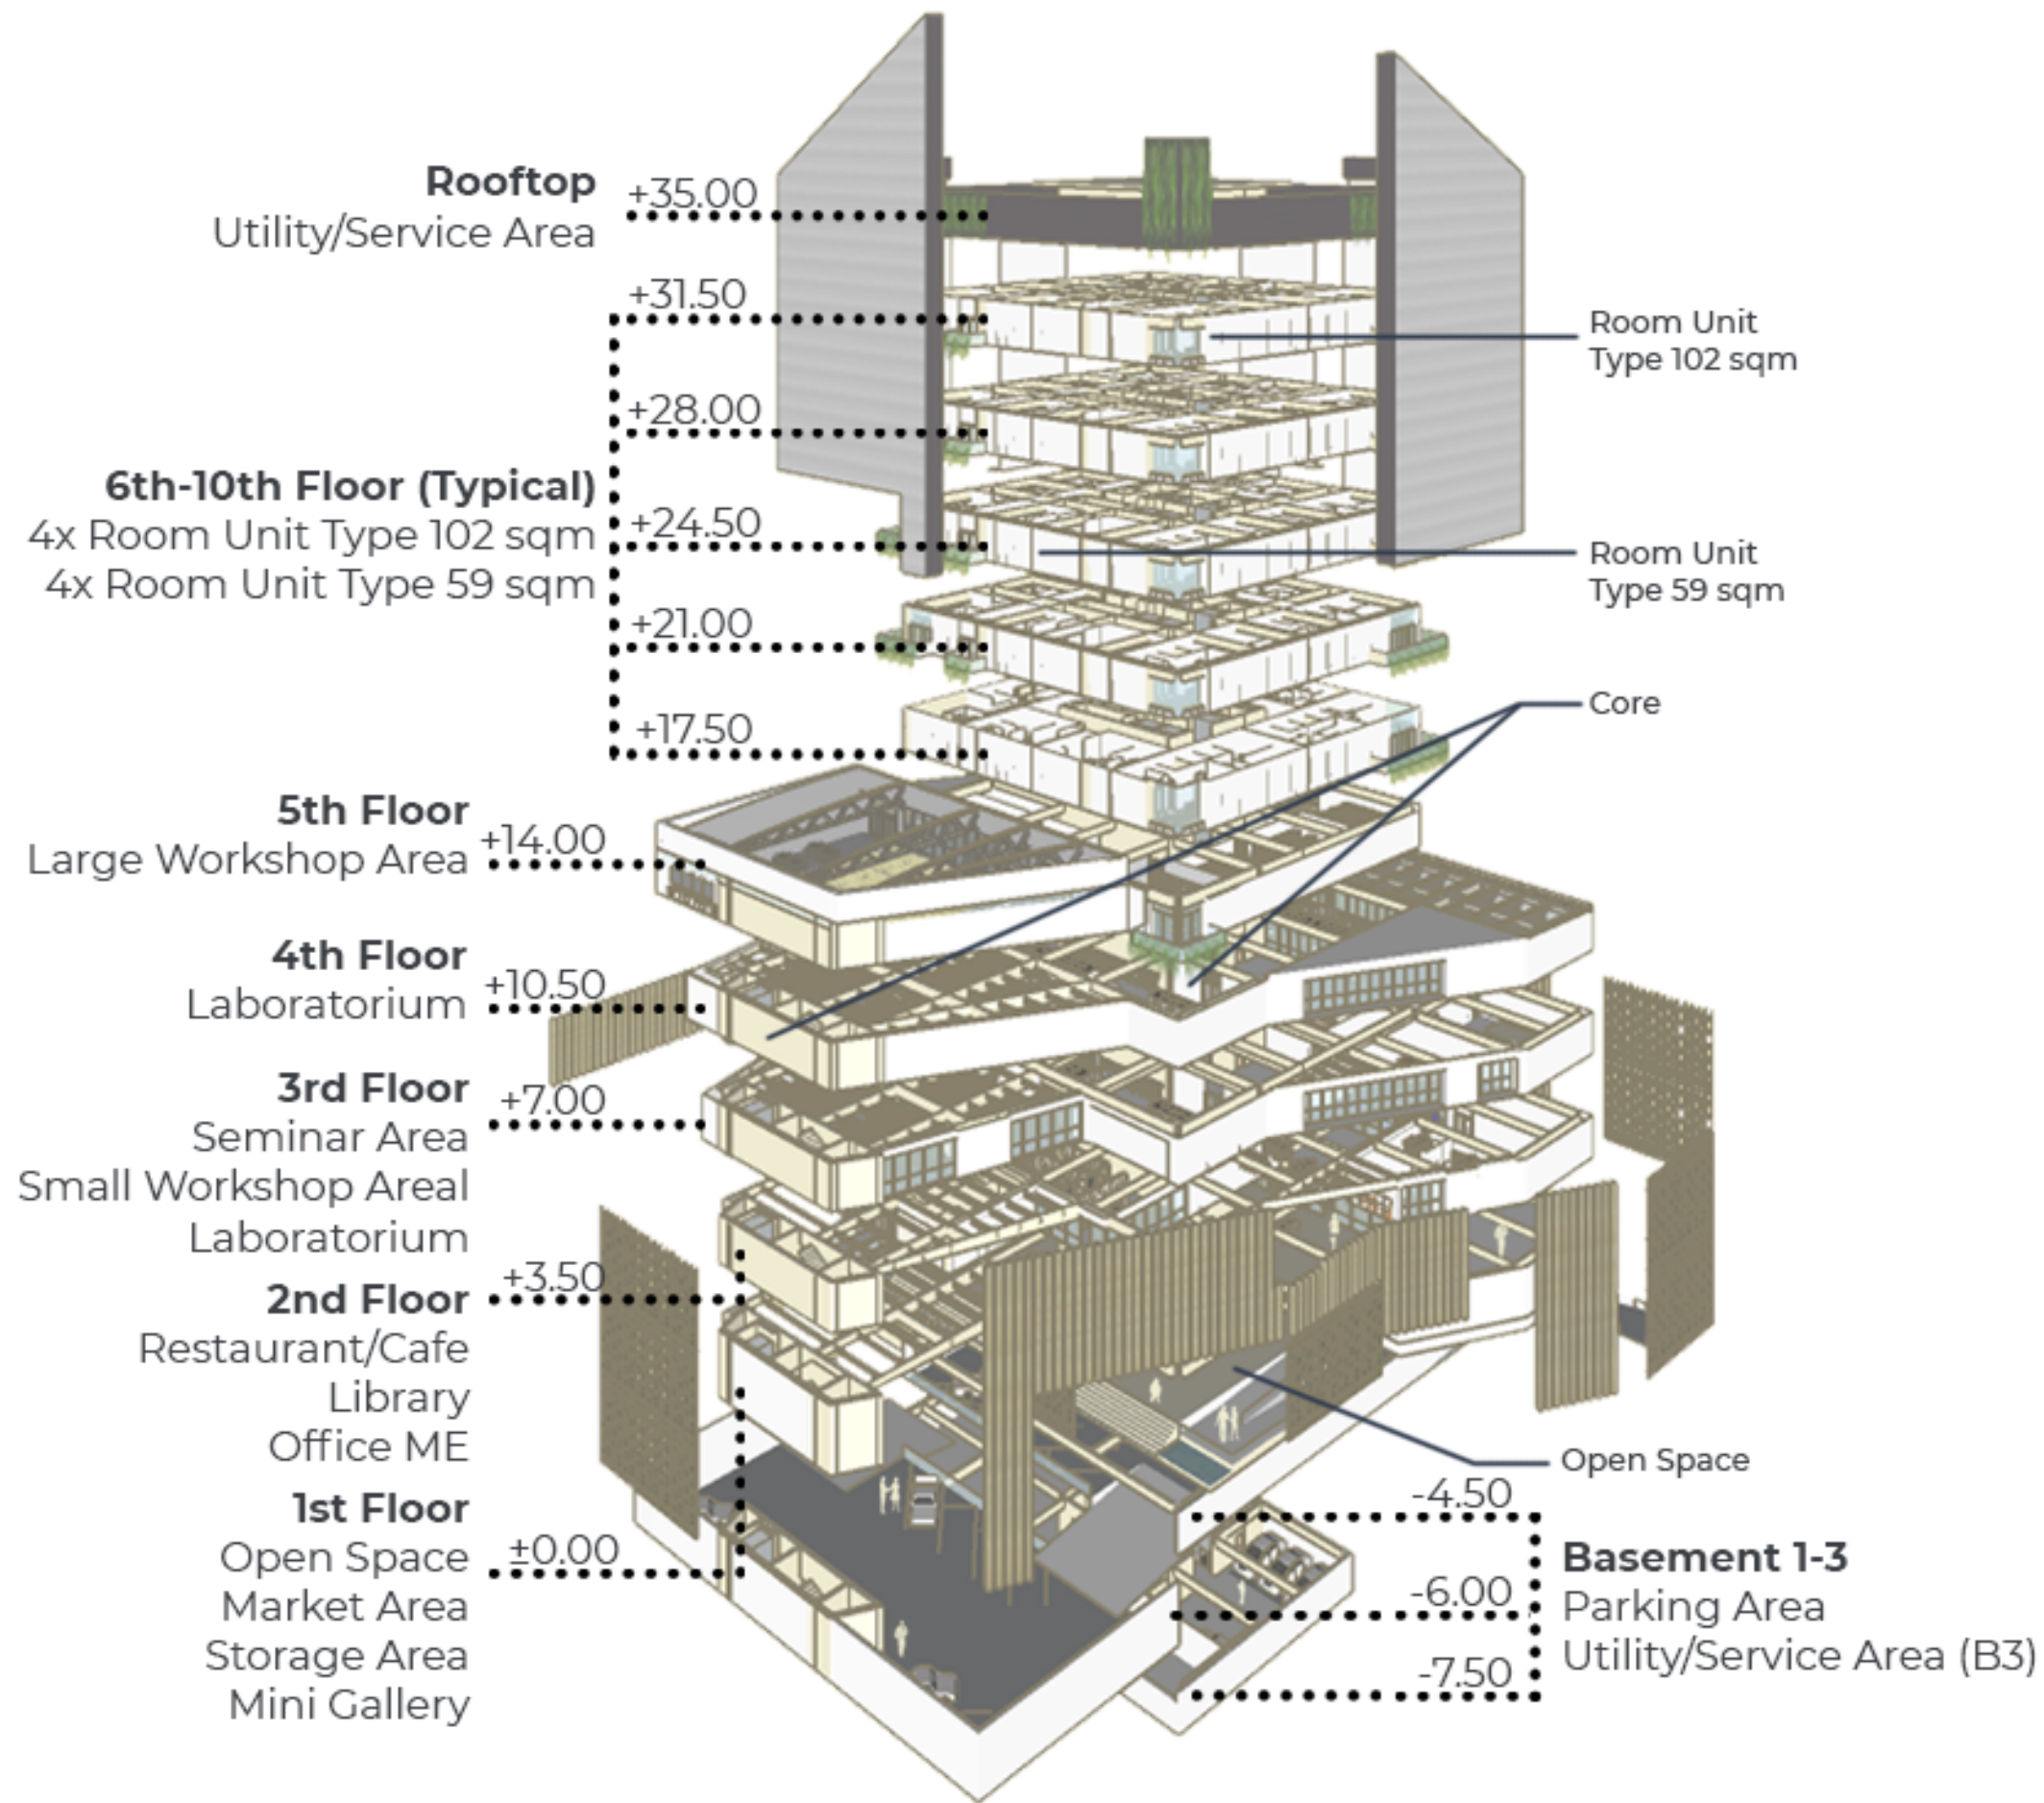 Rooftop
+35.00
Utility/Service Area
+31.50
+28.00
6th-10th Floor (Typical)
4x Room Unit Type 102 sqm
4x Room Unit Type 59 sqm
+24.50
+21.00
+17.50
5th Floor
Large Workshop Area
+14.00
4th Floor
Laboratorium
+10.50
3rd Floor
+7.00
Seminar Area
Small Workshop Areal
Laboratorium
+3.50
2nd Floor
Restaurant/Cafe
Library
Office ME
1st Floor
Open Space
±0.00
Market Area
Storage Area
Mini Gallery
Room Unit
Type 102 sqm
Room Unit
Type 59 sqm
Core
Open Space
-4.50
-6.00
-7.50
Basement 1-3
Parking Area
Utility/Service Area (B3)